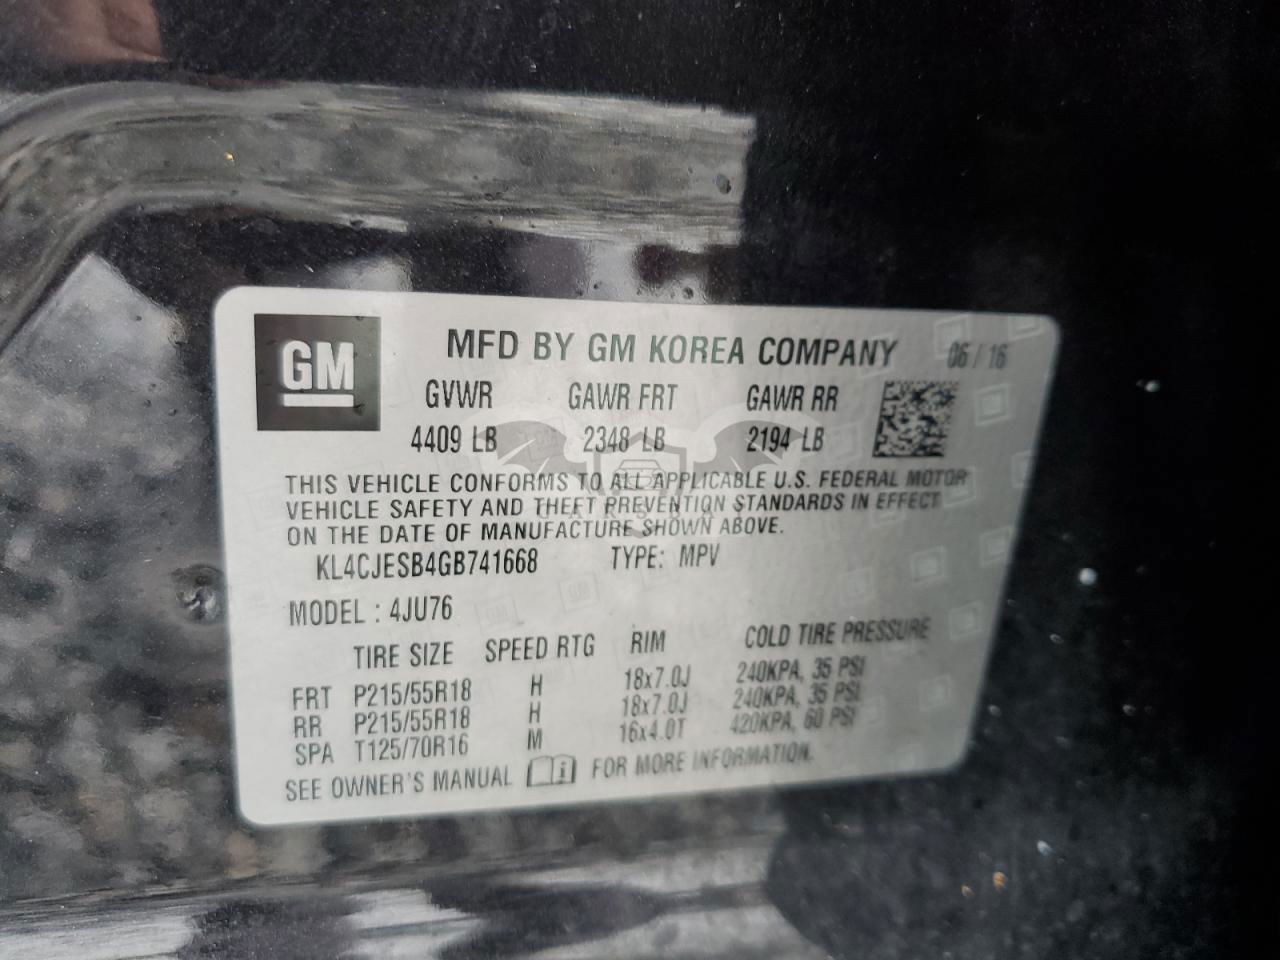 GM MFD BY GM KOREA COMPANY 06 / 16
GVWR GAWR FRT GAWR RR
4409 LB 2348 LB 2194 LB
THIS VEHICLE CONFORMS TO ALL APPLICABLE U.S. FEDERAL MOTOR
VEHICLE SAFETY AND THEFT PREVENTION STANDARDS IN EFFECT
ON THE DATE OF MANUFACTURE SHOWN ABOVE.
KL4CJESB4GB741668 TYPE: MPV
MODEL : 4JU76
TIRE SIZE SPEED RTG RIM COLD TIRE PRESSURE
FRT P215/55R18 H 18x7.0J 240KPA, 35 PSI
RR P215/55R18 H 18x7.0J 240KPA, 35 PSI
SPA T125/70R16 M 16x4.0T 420KPA, 60 PSI
SEE OWNER'S MANUAL FOR MORE INFORMATION.